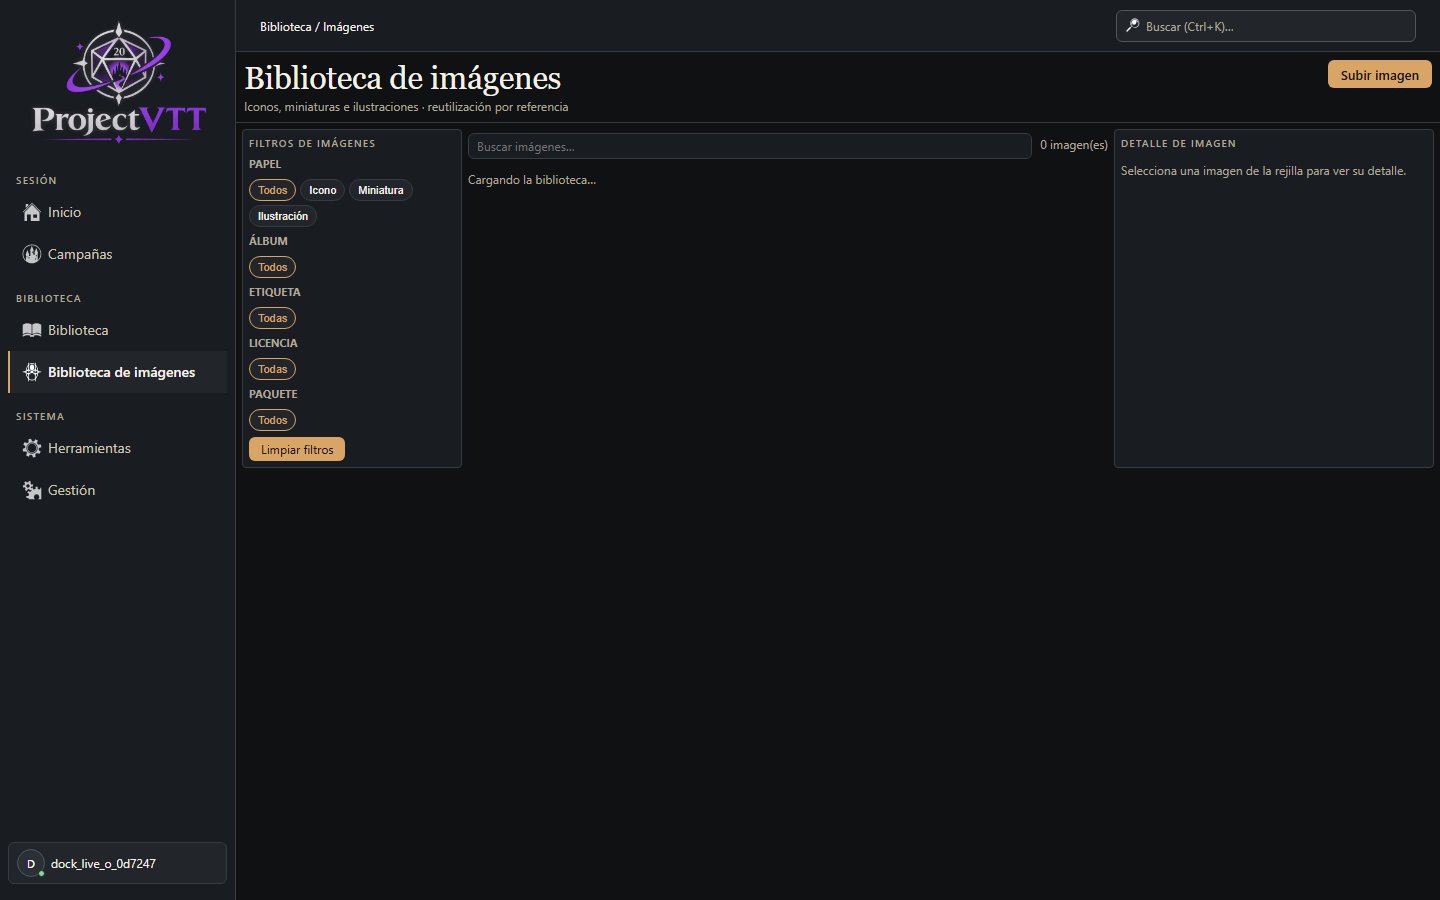 20
ProjectVTT
SESIÓN
Inicio
Campañas
BIBLIOTECA
Biblioteca
Biblioteca de imágenes
SISTEMA
Herramientas
Gestión
D
dock_live_o_0d7247
Biblioteca / Imágenes
Buscar (Ctrl+K)...
Biblioteca de imágenes
Iconos, miniaturas e ilustraciones · reutilización por referencia
Subir imagen
FILTROS DE IMÁGENES
PAPEL
Todos Icono Miniatura
Ilustración
ÁLBUM
Todos
ETIQUETA
Todas
LICENCIA
Todas
PAQUETE
Todos
Limpiar filtros
Buscar imágenes...
0 imagen(es)
Cargando la biblioteca...
DETALLE DE IMAGEN
Selecciona una imagen de la rejilla para ver su detalle.